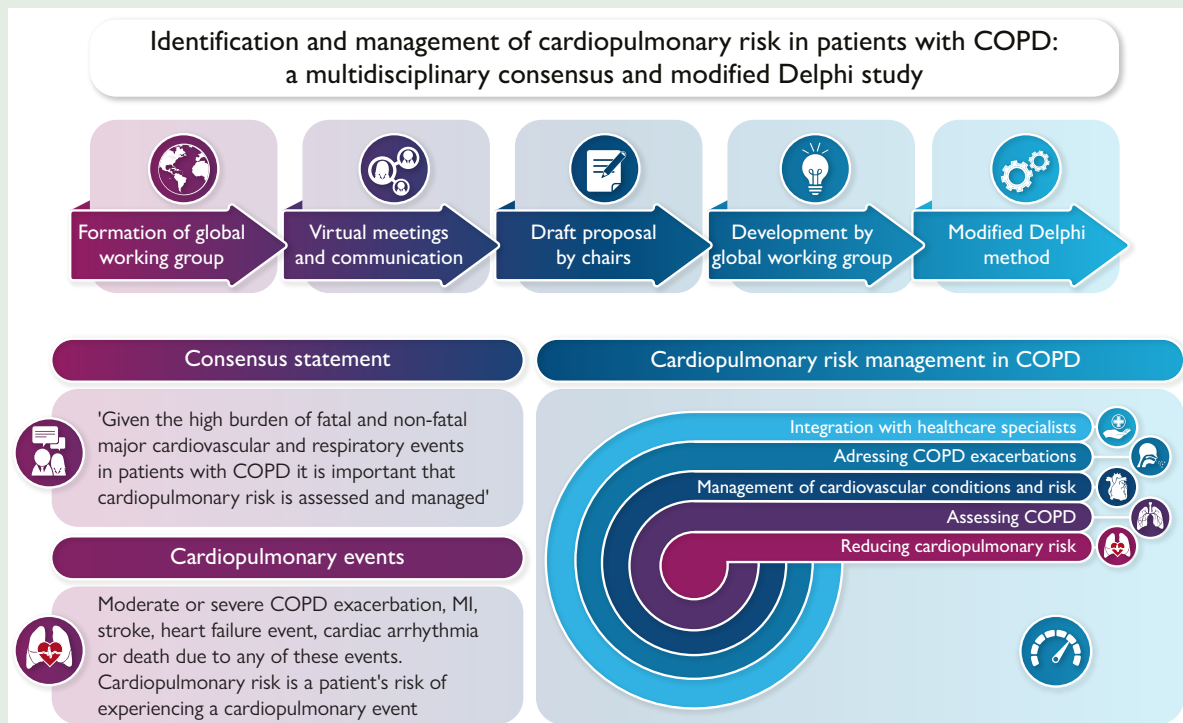 Identification and management of cardiopulmonary risk in patients with COPD:
a multidisciplinary consensus and modified Delphi study
Formation of global
working group
Virtual meetings
and communication
Draft proposal
by chairs
Development by
global working group
Modified Delphi
method
Consensus statement
'Given the high burden of fatal and non-fatal
major cardiovascular and respiratory events
in patients with COPD it is important that
cardiopulmonary risk is assessed and managed'
Cardiopulmonary events
Moderate or severe COPD exacerbation, MI,
stroke, heart failure event, cardiac arrhythmia
or death due to any of these events.
Cardiopulmonary risk is a patient's risk of
experiencing a cardiopulmonary event
Cardiopulmonary risk management in COPD
Integration with healthcare specialists
Adressing COPD exacerbations
Management of cardiovascular conditions and risk
Assessing COPD
Reducing cardiopulmonary risk